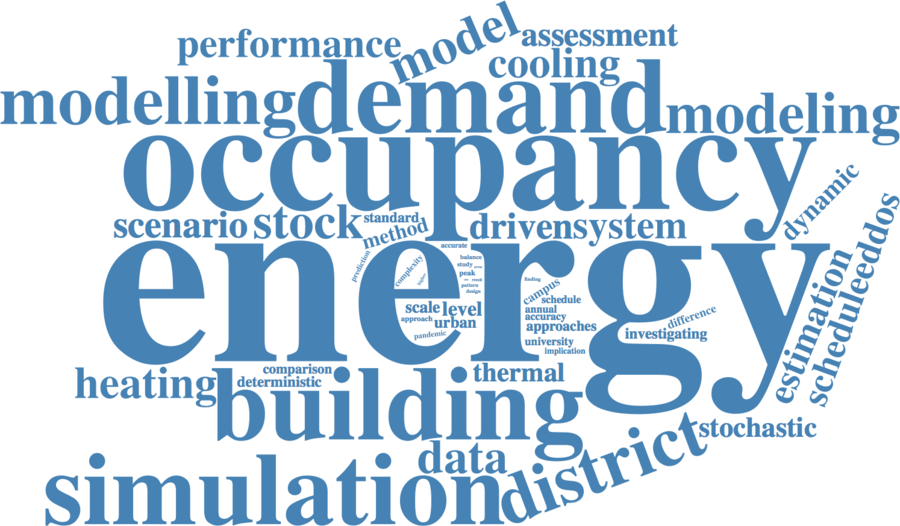 performance
model
assessment
cooling
modelling
demand
modeling
occupancy
dynamic
scenario
stock
standard
method
driven
system
energy
accurate
prediction
complexity
balance
study
peak
result
pattern
design
finding
campus
schedule
scale
level
annual
accuracy
approach
urban
approaches
pandemic
difference
investigating
university
implication
estimation
scheduleeddos
heating
comparison
deterministic
thermal
building
stochastic
data
district
simulation